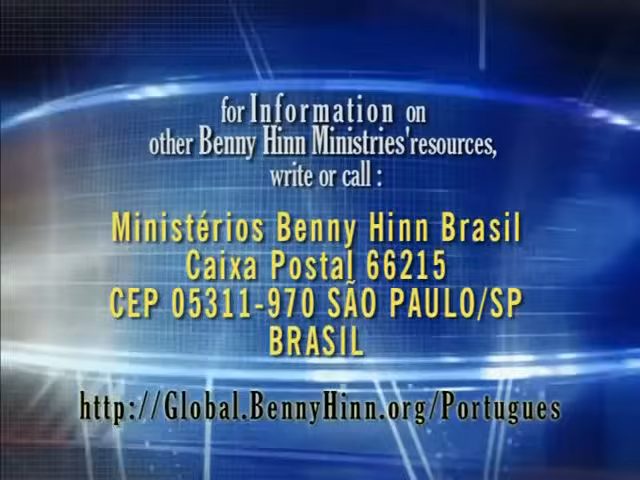 for Information on
other Benny Hinn Ministries' resources,
write or call :
Ministérios Benny Hinn Brasil
Caixa Postal 66215
CEP 05311-970 SÃO PAULO/SP
BRASIL
http://Global.BennyHinn.org/Portugues